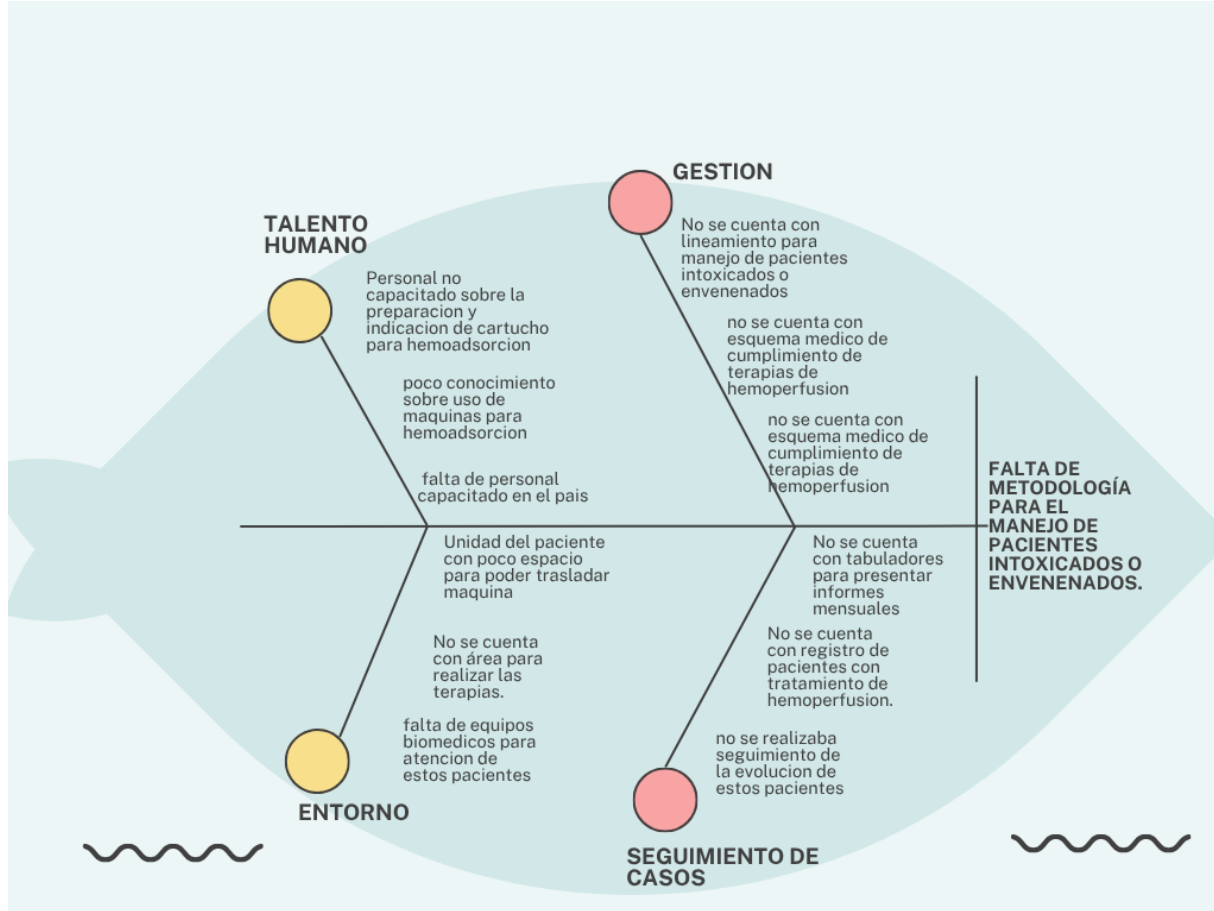 GESTION
No se cuenta con
lineamiento para
manejo de pacientes
intoxicados o
envenenados
no se cuenta con
esquema medico de
cumplimiento de
terapias de
hemoperfusion
no se cuenta con
esquema medico de
cumplimiento de
terapias de
hemoperfusion
TALENTO
HUMANO
Personal no
capacitado sobre la
preparacion y
indicacion de cartucho
para hemoadsorcion
poco conocimiento
sobre uso de
maquinas para
hemoadsorcion
falta de personal
capacitado en el pais
FALTA DE
METODOLOGÍA
PARA EL
MANEJO DE
PACIENTES
INTOXICADOS O
ENVENENADOS.
Unidad del paciente
con poco espacio
para poder trasladar
maquina
No se cuenta
con área para
realizar las
terapias.
falta de equipos
biomedicos para
atencion de
estos pacientes
ENTORNO
No se cuenta
con tabuladores
para presentar
informes
mensuales
No se cuenta
con registro de
pacientes con
tratamiento de
hemoperfusion.
no se realizaba
seguimiento de
la evolucion de
estos pacientes
SEGUIMIENTO DE
CASOS